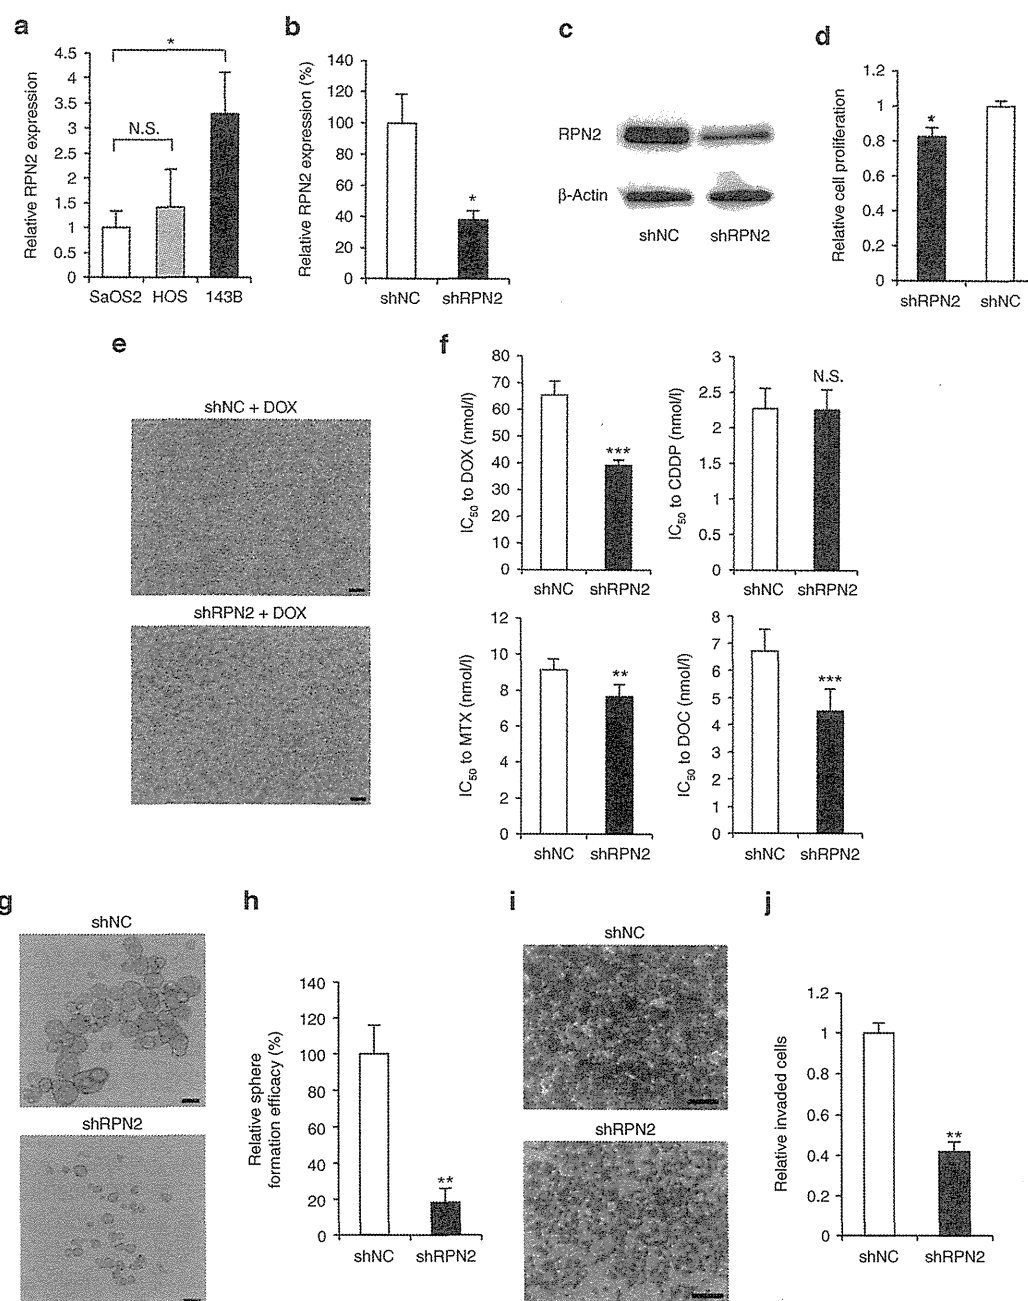 a
Relative RPN2 expression
4.5
4
3.5
3
2.5
2
1.5
1
0.5
0
*
N.S.
SaOS2 HOS 143B
b
Relative RPN2 expression (%)
140
120
100
80
60
40
20
0
*
shNC shRPN2
c
RPN2
β-Actin
shNC shRPN2
d
Relative cell proliferation
1.2
1
0.8
0.6
0.4
0.2
0
*
shRPN2 shNC
e
shNC + DOX
shRPN2 + DOX
f
IC50 to DOX (nmol/l)
80
70
60
50
40
30
20
10
0
***
shNC shRPN2
IC50 to CDDP (nmol/l)
3
2.5
2
1.5
1
0.5
0
N.S.
shNC shRPN2
IC50 to MTX (nmol/l)
12
10
8
6
4
2
0
**
shNC shRPN2
IC50 to DOC (nmol/l)
8
7
6
5
4
3
2
1
0
***
shNC shRPN2
g
shNC
shRPN2
h
Relative sphere
formation efficacy (%)
140
120
100
80
60
40
20
0
**
shNC shRPN2
i
shNC
shRPN2
j
Relative invaded cells
1.2
1
0.8
0.6
0.4
0.2
0
**
shNC shRPN2